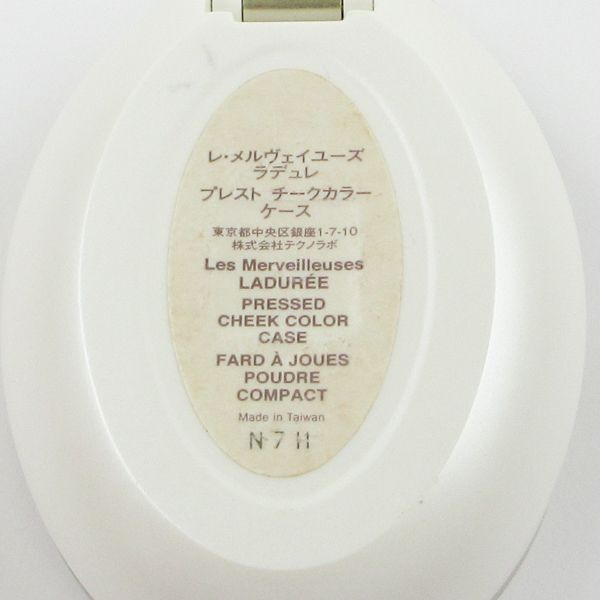 レ・メルヴェイユーズ
ラデュレ
プレスト チークカラー
ケース
東京都中央区銀座1-7-10
株式会社テクノラボ
Les Merveilleuses
LADURÉE
PRESSED
CHEEK COLOR
CASE
FARD À JOUES
POUDRE
COMPACT
Made in Taiwan
N 7 H